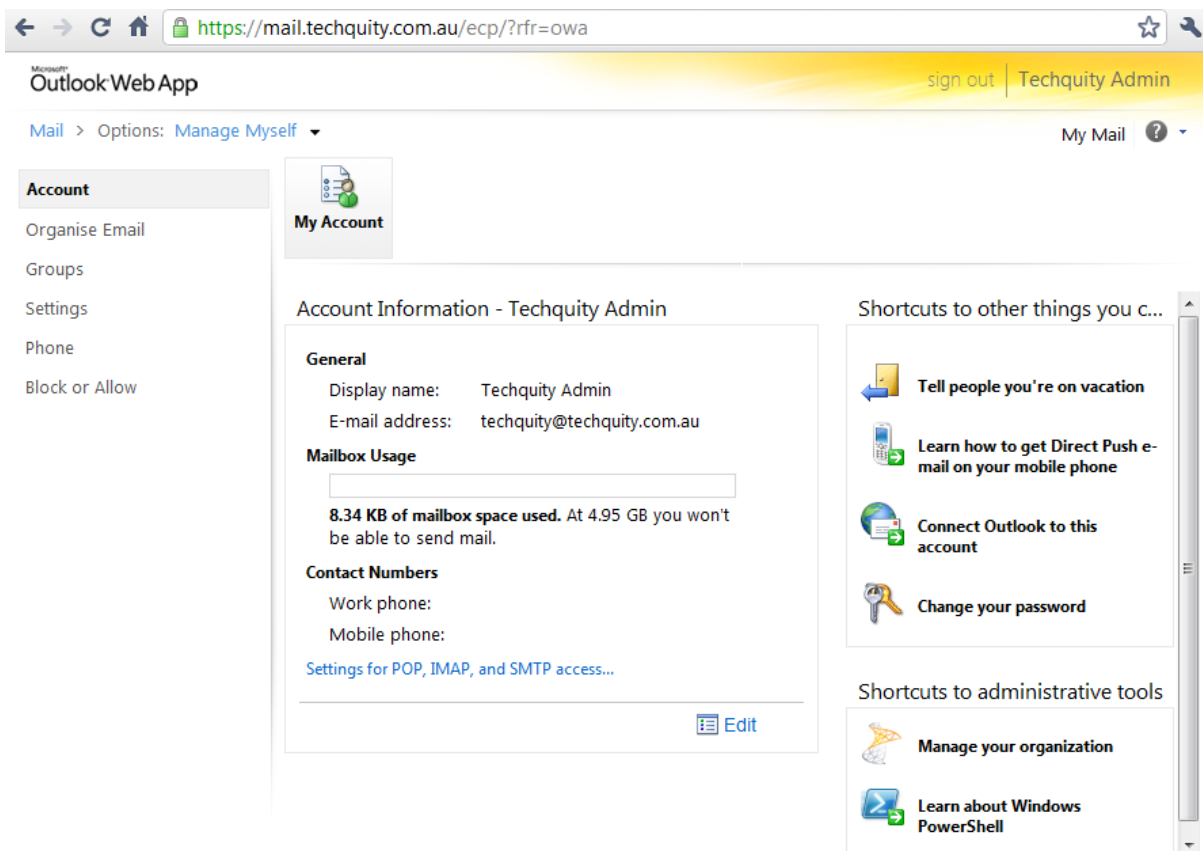 https://mail.techquity.com.au/ecp/?rfr=owa
Microsoft®
Outlook Web App
sign out
Techquity Admin
Mail > Options: Manage Myself
My Mail
?
Account
Organise Email
Groups
Settings
Phone
Block or Allow
My Account
Account Information - Techquity Admin
General
Display name: Techquity Admin
E-mail address: techquity@techquity.com.au
Mailbox Usage
8.34 KB of mailbox space used. At 4.95 GB you won't
be able to send mail.
Contact Numbers
Work phone:
Mobile phone:
Settings for POP, IMAP, and SMTP access...
Edit
Shortcuts to other things you c...
Tell people you're on vacation
Learn how to get Direct Push e-
mail on your mobile phone
Connect Outlook to this
account
Change your password
Shortcuts to administrative tools
Manage your organization
Learn about Windows
PowerShell